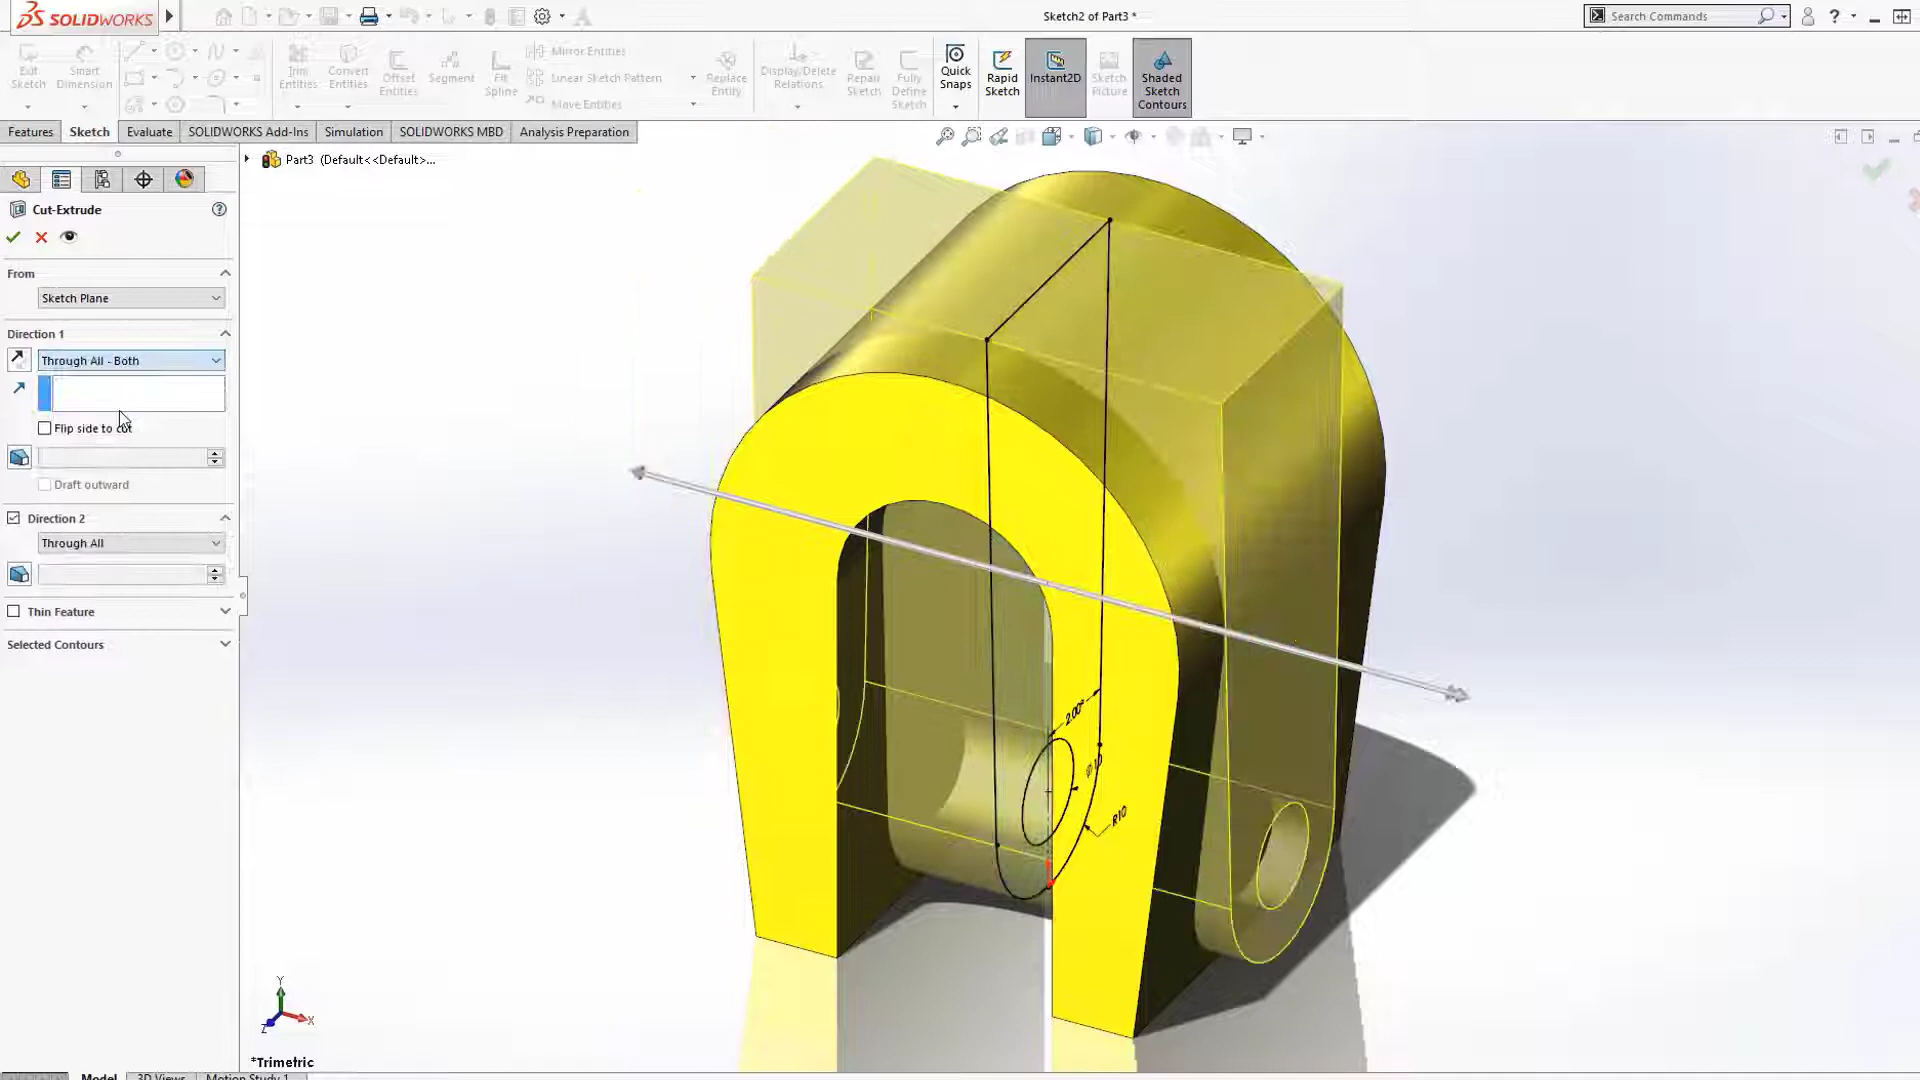 SOLIDWORKS
Sketch2 of Part3 *
Search Commands
Exit Sketch
Smart Dimension
Trim Entities
Convert Entities
Offset Entities
Segment
Fit Spline
Mirror Entities
Linear Sketch Pattern
Move Entities
Replace Entity
Display/Delete Relations
Repair Sketch
Fully Define Sketch
Quick Snaps
Rapid Sketch
Instant2D
Sketch Picture
Shaded Sketch Contours
Features
Sketch
Evaluate
SOLIDWORKS Add-Ins
Simulation
SOLIDWORKS MBD
Analysis Preparation
Part3 (Default<<Default>...
Cut-Extrude
From
Sketch Plane
Direction 1
Through All - Both
Flip side to cut
Draft outward
Direction 2
Through All
Thin Feature
Selected Contours
2.00°
R10
Y
X
Z
*Trimetric
Model
3D Views
Motion Study 1